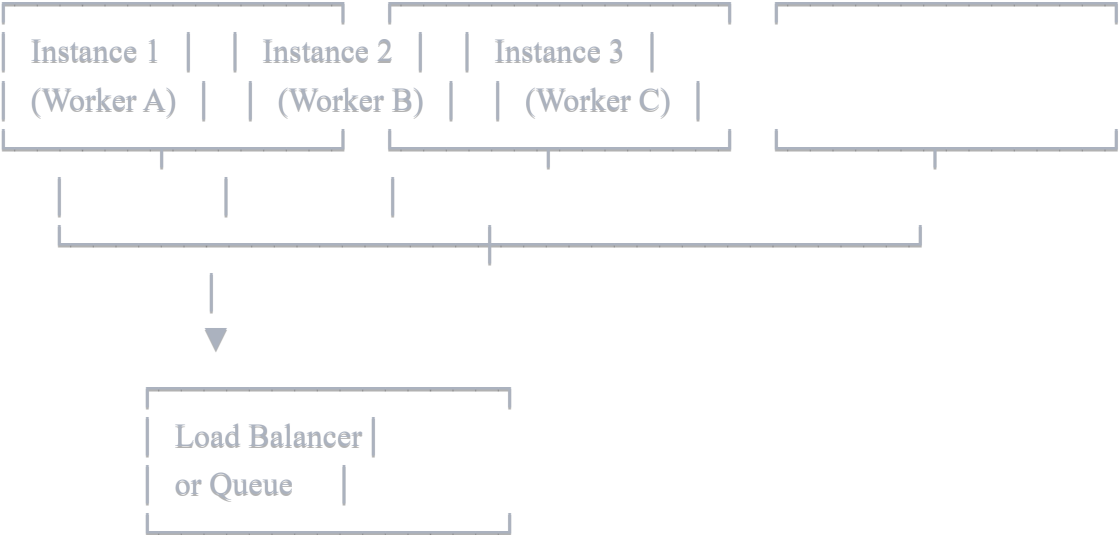 Instance 1 | | Instance 2 | | Instance 3 |
(Worker A) | | (Worker B) | | (Worker C) |
Load Balancer
or Queue